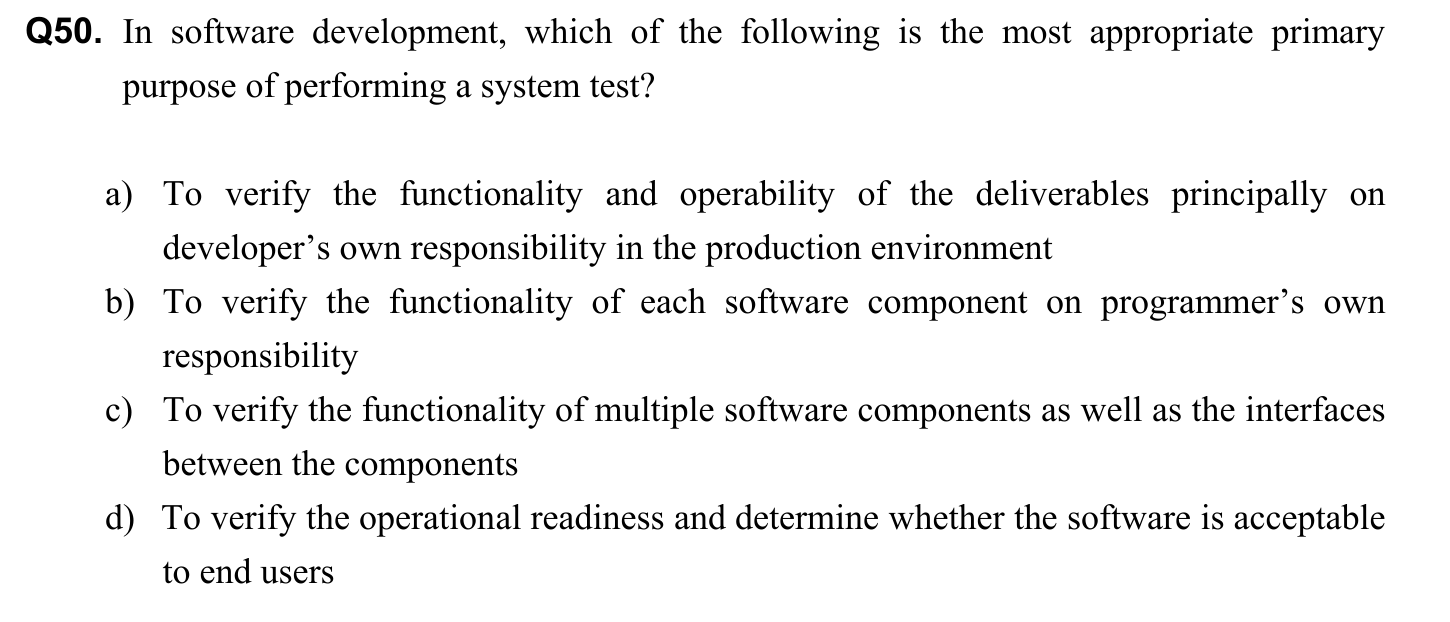 Q50. In software development, which of the following is the most appropriate primary
purpose of performing a system test?
a) To verify the functionality and operability of the deliverables principally on
developer’s own responsibility in the production environment
b) To verify the functionality of each software component on programmer’s own
responsibility
c) To verify the functionality of multiple software components as well as the interfaces
between the components
d) To verify the operational readiness and determine whether the software is acceptable
to end users